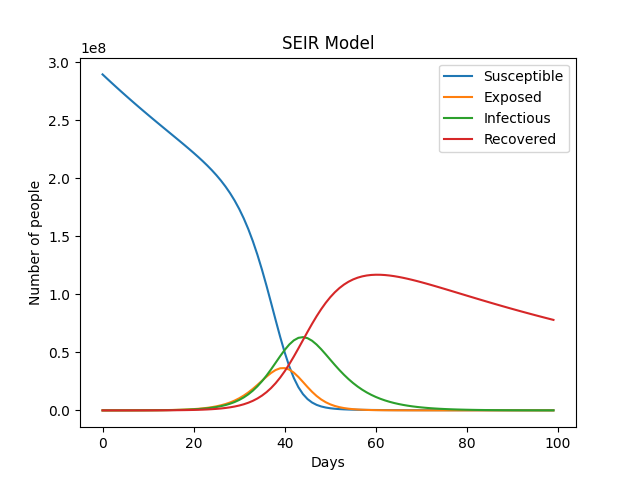 SEIR Model
1e8
3.0
2.5
2.0
1.5
1.0
0.5
0.0
Number of people
Susceptible
Exposed
Infectious
Recovered
0 20 40 60 80 100
Days